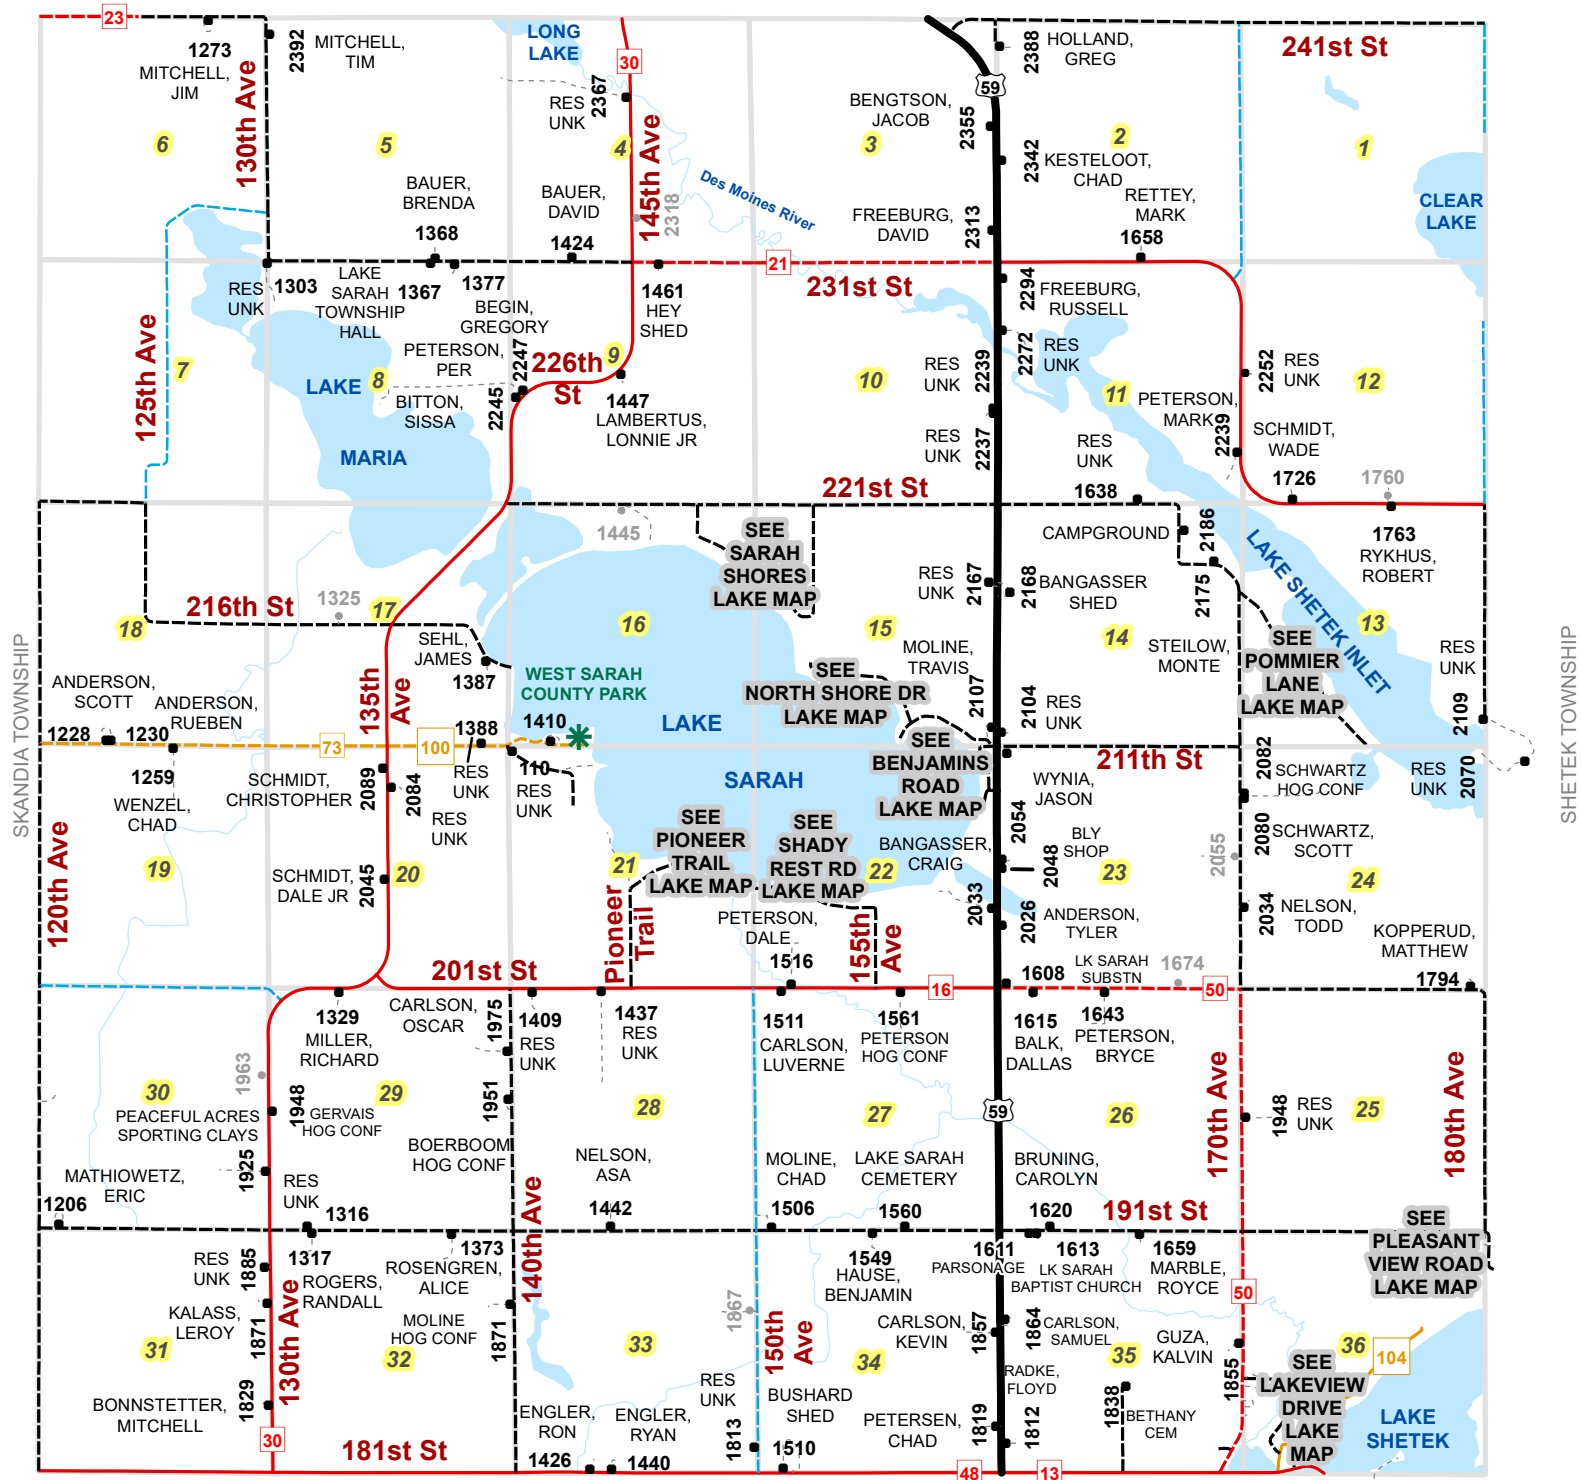 23
1273
MITCHELL,
JIM
2392
MITCHELL,
TIM
130th Ave
LONG
LAKE
30
RES
UNK
2367
145th Ave
2318
Des Moines River
BENGTSON,
JACOB
2355
59
2388
HOLLAND,
GREG
241st St
6
5
4
3
2
1
2342
KESTELOOT,
CHAD
RETTEY,
MARK
1658
FREEBURG,
DAVID
2313
BAUER,
BRENDA
1368
BAUER,
DAVID
1424
CLEAR
LAKE
RES
UNK
1303
LAKE
SARAH
TOWNSHIP
HALL
1367
1377
BEGIN,
GREGORY
1461
HEY
SHED
21
231st St
2294
FREEBURG,
RUSSELL
2272
RES
UNK
125th Ave
7
LAKE
8
PETERSON,
PER
2247
226th
St
9
BITTON,
SISSA
2245
1447
LAMBERTUS,
LONNIE JR
MARIA
RES
UNK
2239
10
RES
UNK
2237
11
PETERSON,
MARK
2239
RES
UNK
1638
2252
RES
UNK
12
SCHMIDT,
WADE
1726
1760
1763
RYKHUS,
ROBERT
221st St
1445
SEE
SARAH
SHORES
LAKE MAP
CAMPGROUND
2186
2175
LAKE SHETEK INLET
RES
UNK
2167
2168
BANGASSER
SHED
216th St
1325
17
18
16
15
14
13
SKANDIA TOWNSHIP
SHETEK TOWNSHIP
SEHL,
JAMES
1387
WEST SARAH
COUNTY PARK
MOLINE,
TRAVIS
2107
STEILOW,
MONTE
SEE
POMMIER
LANE
LAKE MAP
RES
UNK
2109
SEE
NORTH SHORE DR
LAKE MAP
2104
RES
UNK
ANDERSON,
SCOTT
1228
ANDERSON,
RUEBEN
1230
135th
Ave
73
100
1388
RES
UNK
1410
LAKE
SARAH
SEE
BENJAMINS
ROAD
LAKE MAP
211th St
2082
SCHWARTZ
HOG CONF
RES
UNK
2070
1259
WENZEL,
CHAD
SCHMIDT,
CHRISTOPHER
2089
2084
RES
UNK
110
RES
UNK
WYNIA,
JASON
2054
120th Ave
19
SCHMIDT,
DALE JR
2045
20
21
SEE
PIONEER
TRAIL
LAKE MAP
SEE
SHADY
REST RD
LAKE MAP
22
BANGASSER,
CRAIG
BLY
SHOP
2048
23
2055
2080
SCHWARTZ,
SCOTT
24
2033
2026
ANDERSON,
TYLER
2034
NELSON,
TODD
KOPPERUD,
MATTHEW
1794
Pioneer
Trail
PETERSON,
DALE
1516
155th
Ave
201st St
16
1608
LK SARAH
SUBSTN
1674
50
1329
MILLER,
RICHARD
CARLSON,
OSCAR
1975
1409
RES
UNK
1437
RES
UNK
1511
CARLSON,
LUVERNE
1561
PETERSON
HOG CONF
1615
BALK,
DALLAS
1643
PETERSON,
BRYCE
170th Ave
180th Ave
1963
30
PEACEFUL ACRES
SPORTING CLAYS
1948
GERVAIS
HOG CONF
29
1951
28
27
59
26
1948
RES
UNK
25
1925
BOERBOOM
HOG CONF
MATHIOWETZ,
ERIC
1206
RES
UNK
1316
NELSON,
ASA
1442
MOLINE,
CHAD
1506
LAKE SARAH
CEMETERY
1560
BRUNING,
CAROLYN
1620
191st St
140th Ave
RES
UNK
1885
1317
ROGERS,
RANDALL
1373
ROSENGREN,
ALICE
1549
HAUSE,
BENJAMIN
1611
PARSONAGE
1613
LK SARAH
BAPTIST CHURCH
1659
MARBLE,
ROYCE
50
SEE
PLEASANT
VIEW ROAD
LAKE MAP
KALASS,
LEROY
1871
130th Ave
MOLINE
HOG CONF
1871
1867
150th
Ave
CARLSON,
KEVIN
1857
1864
CARLSON,
SAMUEL
GUZA,
KALVIN
1855
31
32
33
34
35
36
104
BONNSTETTER,
MITCHELL
1829
RES
UNK
1813
BUSHARD
SHED
1510
PETERSEN,
CHAD
1819
RADKE,
FLOYD
1812
1838
BETHANY
CEM
SEE
LAKEVIEW
DRIVE
LAKE
MAP
LAKE
SHETEK
30
181st St
ENGLER,
RON
1426
ENGLER,
RYAN
1440
48
13